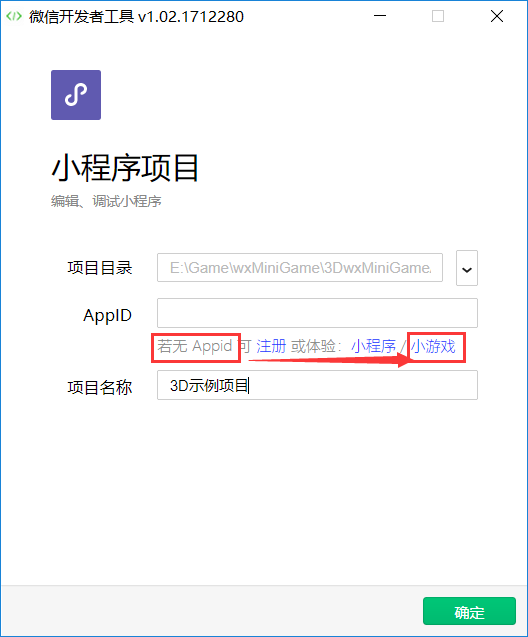 微信开发者工具 v1.02.1712280
小程序项目
编辑、调试小程序
项目目录 E:\Game\wxMiniGame\3DwxMiniGame
AppID
若无 Appid 可 注册 或体验: 小程序 / 小游戏
项目名称 3D示例项目
确定